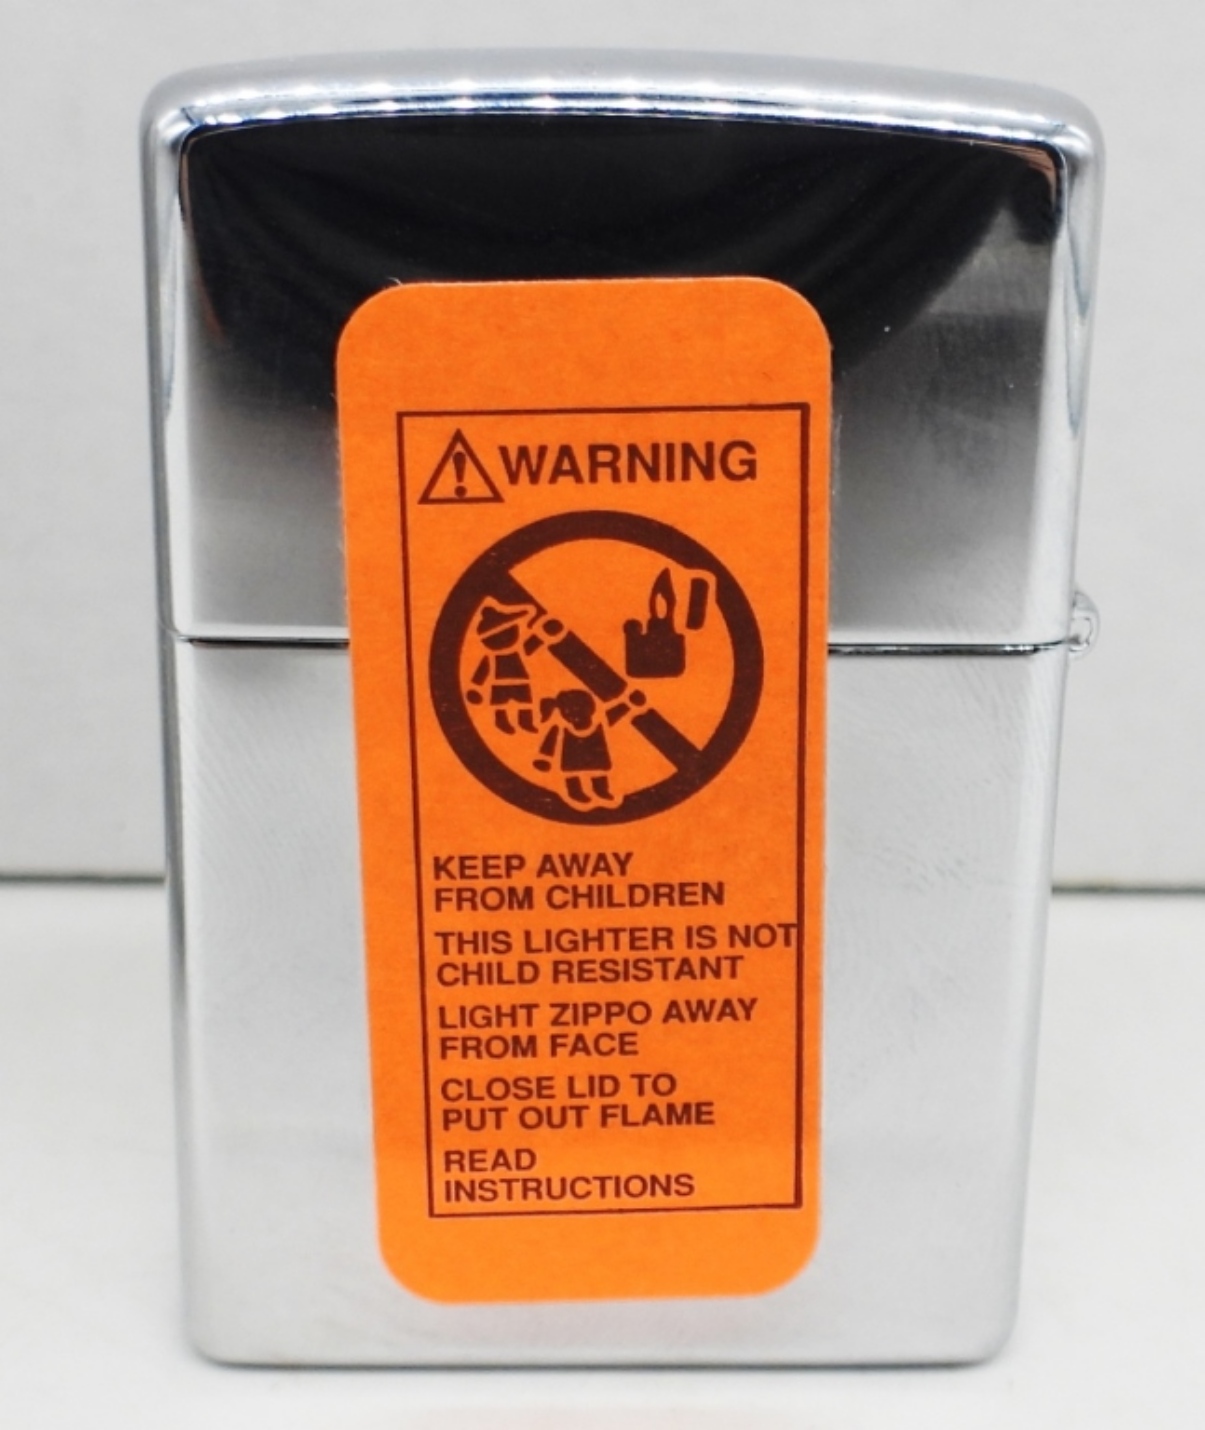 WARNING
KEEP AWAY
FROM CHILDREN
THIS LIGHTER IS NOT
CHILD RESISTANT
LIGHT ZIPPO AWAY
FROM FACE
CLOSE LID TO
PUT OUT FLAME
READ
INSTRUCTIONS